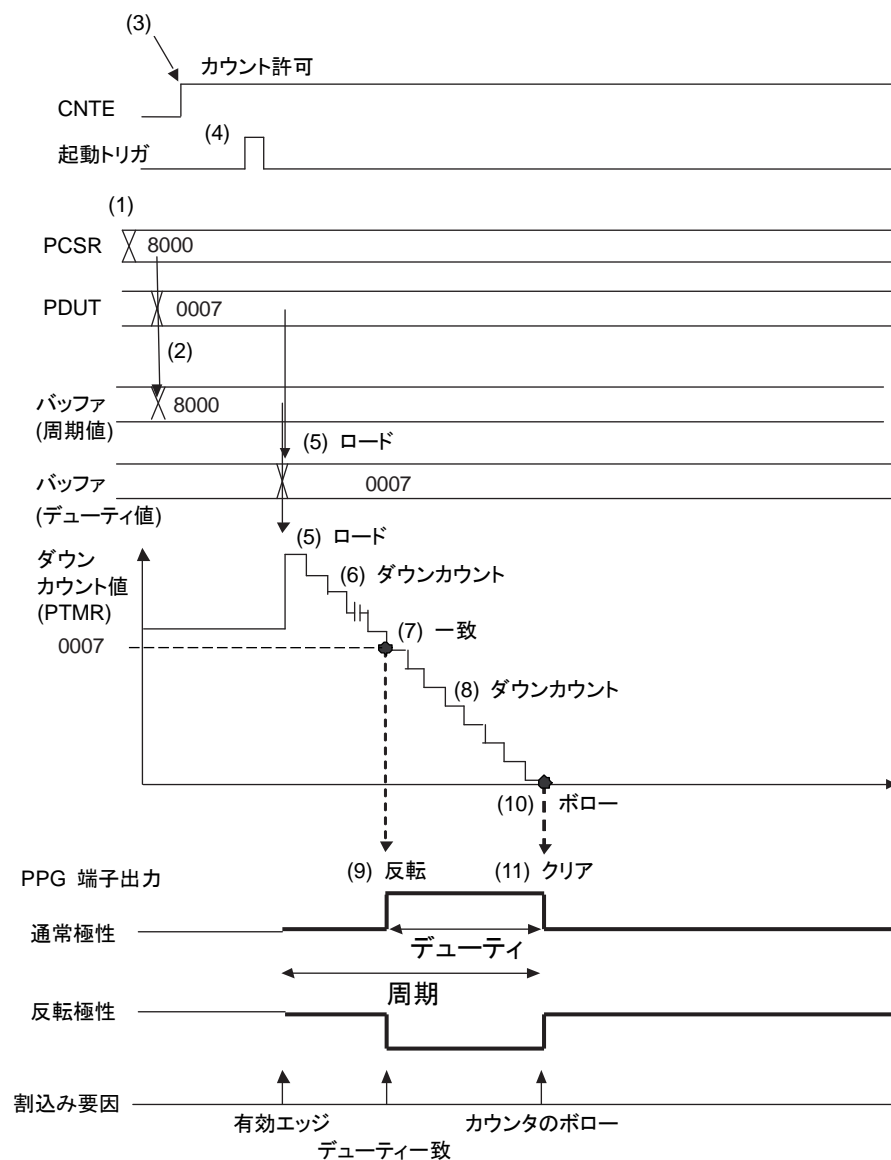 (3)
カウント許可
CNTE
(4)
起動トリガ
(1)
PCSR
8000
PDUT
0007
(2)
バッファ
(周期値)
8000
(5) ロード
バッファ
(デューティ値)
0007
(5) ロード
ダウン
カウント値
(PTMR)
(6) ダウンカウント
(7) 一致
0007
(8) ダウンカウント
(10) ボロー
(9) 反転
(11) クリア
PPG 端子出力
通常極性
デューティ
周期
反転極性
割込み要因
有効エッジ
カウンタのボロー
デューティー致